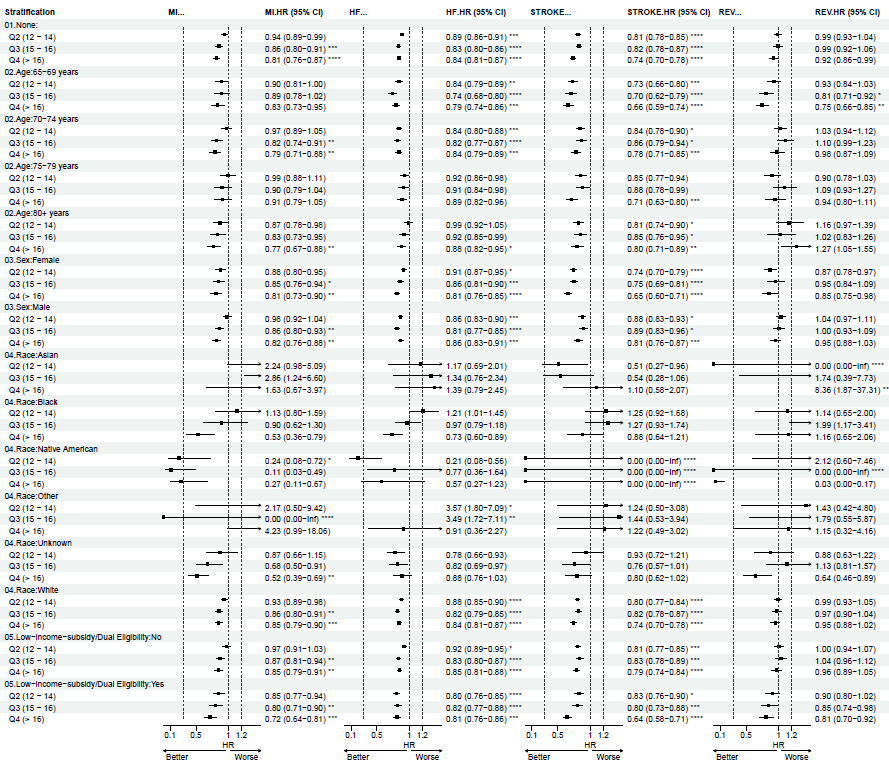 Stratification MI... MI.HR (95% CI) HF... HF.HR (95% CI) STROKE... STROKE.HR (95% CI) REV... REV.HR (95% CI)
01.None:
Q2 (12 − 14) 0.94 (0.89−0.99) 0.89 (0.86−0.91) *** 0.81 (0.78−0.85) **** 0.99 (0.93−1.04)
Q3 (15 − 16) 0.86 (0.80−0.91) *** 0.83 (0.80−0.86) **** 0.82 (0.78−0.87) **** 0.99 (0.92−1.06)
Q4 (> 16) 0.81 (0.76−0.87) **** 0.84 (0.81−0.87) **** 0.74 (0.70−0.78) **** 0.92 (0.86−0.99)
02.Age:65−69 years
Q2 (12 − 14) 0.90 (0.81−1.00) 0.84 (0.79−0.89) ** 0.73 (0.66−0.80) *** 0.93 (0.84−1.03)
Q3 (15 − 16) 0.89 (0.78−1.02) 0.74 (0.68−0.80) **** 0.70 (0.62−0.79) **** 0.81 (0.71−0.92) *
Q4 (> 16) 0.83 (0.73−0.95) 0.79 (0.74−0.86) *** 0.66 (0.59−0.74) **** 0.75 (0.66−0.85) **
02.Age:70−74 years
Q2 (12 − 14) 0.97 (0.89−1.05) 0.84 (0.80−0.88) *** 0.84 (0.78−0.90) * 1.03 (0.94−1.12)
Q3 (15 − 16) 0.82 (0.74−0.91) ** 0.82 (0.77−0.87) **** 0.86 (0.79−0.94) * 1.10 (0.99−1.23)
Q4 (> 16) 0.79 (0.71−0.88) ** 0.84 (0.79−0.89) *** 0.78 (0.71−0.85) *** 0.98 (0.87−1.09)
02.Age:75−79 years
Q2 (12 − 14) 0.99 (0.88−1.11) 0.92 (0.86−0.98) 0.85 (0.77−0.94) 0.90 (0.78−1.03)
Q3 (15 − 16) 0.90 (0.79−1.04) 0.91 (0.84−0.98) 0.88 (0.78−0.99) 1.09 (0.93−1.27)
Q4 (> 16) 0.91 (0.79−1.05) 0.89 (0.82−0.96) 0.71 (0.63−0.80) *** 0.94 (0.80−1.11)
02.Age:80+ years
Q2 (12 − 14) 0.87 (0.78−0.98) 0.99 (0.92−1.05) 0.81 (0.74−0.90) * 1.16 (0.97−1.39)
Q3 (15 − 16) 0.83 (0.73−0.95) 0.92 (0.85−0.99) 0.85 (0.76−0.95) * 1.02 (0.83−1.26)
Q4 (> 16) 0.77 (0.67−0.88) ** 0.88 (0.82−0.95) * 0.80 (0.71−0.89) ** 1.27 (1.05−1.55)
03.Sex:Female
Q2 (12 − 14) 0.88 (0.80−0.95) 0.91 (0.87−0.95) * 0.74 (0.70−0.79) **** 0.87 (0.78−0.97)
Q3 (15 − 16) 0.85 (0.76−0.94) * 0.86 (0.81−0.90) *** 0.75 (0.69−0.81) **** 0.95 (0.84−1.09)
Q4 (> 16) 0.81 (0.73−0.90) ** 0.81 (0.76−0.85) **** 0.65 (0.60−0.71) **** 0.85 (0.75−0.98)
03.Sex:Male
Q2 (12 − 14) 0.98 (0.92−1.04) 0.86 (0.83−0.90) *** 0.88 (0.83−0.93) * 1.04 (0.97−1.11)
Q3 (15 − 16) 0.86 (0.80−0.93) ** 0.81 (0.77−0.85) **** 0.89 (0.83−0.96) * 1.00 (0.93−1.09)
Q4 (> 16) 0.82 (0.76−0.88) ** 0.86 (0.83−0.91) *** 0.81 (0.76−0.87) *** 0.95 (0.88−1.03)
04.Race:Asian
Q2 (12 − 14) 2.24 (0.98−5.09) 1.17 (0.69−2.01) 0.51 (0.27−0.96) 0.00 (0.00−Inf) ****
Q3 (15 − 16) 2.86 (1.24−6.60) 1.34 (0.76−2.34) 0.54 (0.28−1.06) 1.74 (0.39−7.73)
Q4 (> 16) 1.63 (0.67−3.97) 1.39 (0.79−2.45) 1.10 (0.58−2.07) 8.36 (1.87−37.31) **
04.Race:Black
Q2 (12 − 14) 1.13 (0.80−1.59) 1.21 (1.01−1.45) 1.25 (0.92−1.68) 1.14 (0.65−2.00)
Q3 (15 − 16) 0.90 (0.62−1.30) 0.97 (0.79−1.18) 1.27 (0.93−1.74) 1.99 (1.17−3.41)
Q4 (> 16) 0.53 (0.36−0.79) 0.73 (0.60−0.89) 0.88 (0.64−1.21) 1.16 (0.65−2.06)
04.Race:Native American
Q2 (12 − 14) 0.24 (0.08−0.72) * 0.21 (0.08−0.56) 0.00 (0.00−Inf) **** 2.12 (0.60−7.46)
Q3 (15 − 16) 0.11 (0.03−0.49) 0.77 (0.36−1.64) 0.00 (0.00−Inf) **** 0.00 (0.00−Inf) ****
Q4 (> 16) 0.27 (0.11−0.67) 0.57 (0.27−1.23) 0.00 (0.00−Inf) **** 0.03 (0.00−0.17)
04.Race:Other
Q2 (12 − 14) 2.17 (0.50−9.42) 3.57 (1.80−7.09) * 1.24 (0.50−3.08) 1.43 (0.42−4.80)
Q3 (15 − 16) 0.00 (0.00−Inf) **** 3.49 (1.72−7.11) ** 1.44 (0.53−3.94) 1.79 (0.55−5.87)
Q4 (> 16) 4.23 (0.99−18.06) 0.91 (0.36−2.27) 1.22 (0.49−3.02) 1.15 (0.32−4.16)
04.Race:Unknown
Q2 (12 − 14) 0.87 (0.66−1.15) 0.78 (0.66−0.93) 0.93 (0.72−1.21) 0.88 (0.63−1.22)
Q3 (15 − 16) 0.68 (0.50−0.91) 0.82 (0.69−0.97) 0.76 (0.57−1.01) 1.13 (0.81−1.57)
Q4 (> 16) 0.52 (0.39−0.69) ** 0.88 (0.76−1.03) 0.80 (0.62−1.02) 0.64 (0.46−0.89)
04.Race:White
Q2 (12 − 14) 0.93 (0.89−0.98) 0.88 (0.85−0.90) **** 0.80 (0.77−0.84) **** 0.99 (0.93−1.05)
Q3 (15 − 16) 0.86 (0.80−0.91) ** 0.82 (0.79−0.85) **** 0.82 (0.78−0.87) **** 0.97 (0.90−1.04)
Q4 (> 16) 0.85 (0.79−0.90) *** 0.84 (0.81−0.87) **** 0.74 (0.70−0.78) **** 0.95 (0.88−1.02)
05.Low−income−subsidy/Dual Eligibility:No
Q2 (12 − 14) 0.97 (0.91−1.03) 0.92 (0.89−0.95) * 0.81 (0.77−0.85) **** 1.00 (0.94−1.07)
Q3 (15 − 16) 0.87 (0.81−0.94) ** 0.83 (0.80−0.87) **** 0.83 (0.78−0.89) *** 1.04 (0.96−1.12)
Q4 (> 16) 0.85 (0.79−0.91) ** 0.85 (0.81−0.88) **** 0.79 (0.74−0.84) **** 0.96 (0.89−1.05)
05.Low−income−subsidy/Dual Eligibility:Yes
Q2 (12 − 14) 0.85 (0.77−0.94) 0.80 (0.76−0.85) **** 0.83 (0.76−0.90) * 0.90 (0.80−1.02)
Q3 (15 − 16) 0.80 (0.71−0.90) ** 0.82 (0.77−0.88) *** 0.80 (0.73−0.88) *** 0.85 (0.74−0.98)
Q4 (> 16) 0.72 (0.64−0.81) *** 0.81 (0.76−0.86) *** 0.64 (0.58−0.71) **** 0.81 (0.70−0.92)
0.1 0.5 1 1.2 0.1 0.5 1 1.2 0.1 0.5 1 1.2 0.1 0.5 1 1.2
HR HR HR HR
Better Worse Better Worse Better Worse Better Worse